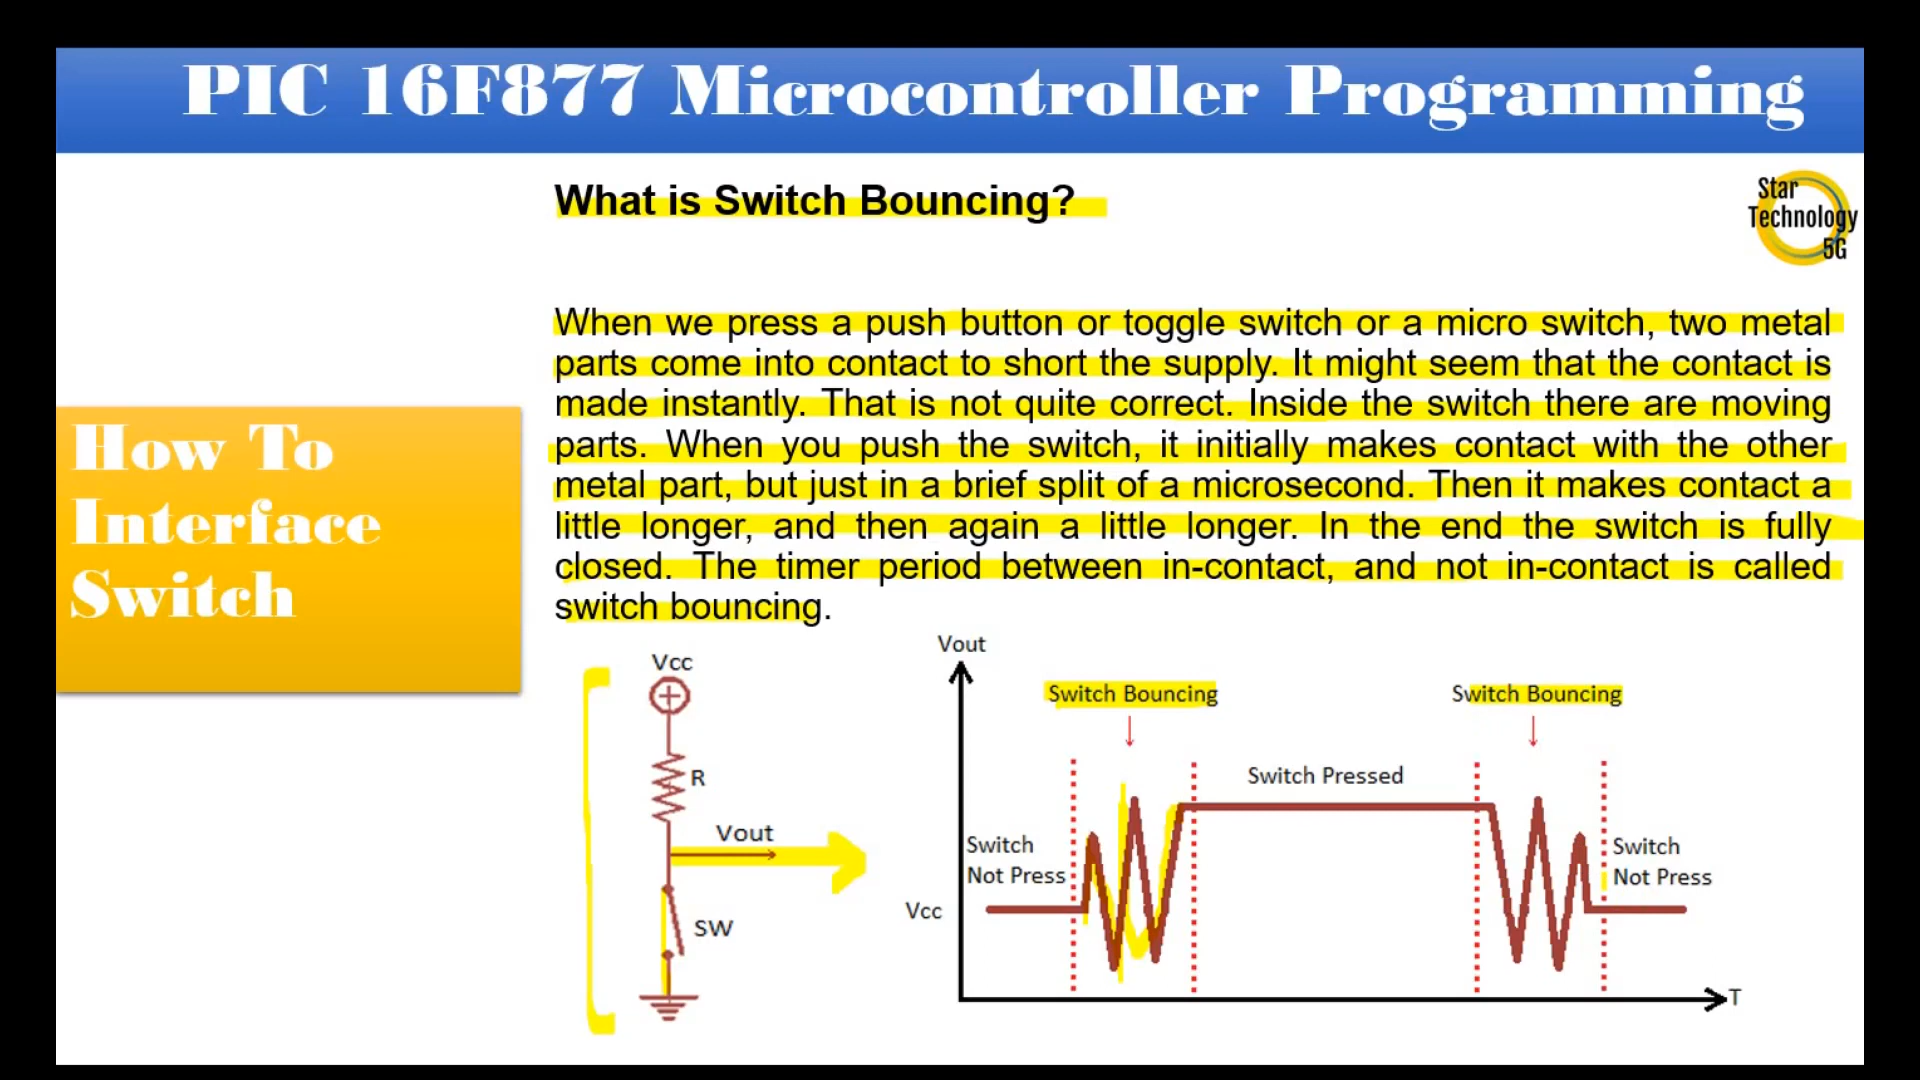 PIC 16F877 Microcontroller Programming
What is Switch Bouncing?
Star
Technology
5G
When we press a push button or toggle switch or a micro switch, two metal
parts come into contact to short the supply. It might seem that the contact is
made instantly. That is not quite correct. Inside the switch there are moving
parts. When you push the switch, it initially makes contact with the other
metal part, but just in a brief split of a microsecond. Then it makes contact a
little longer, and then again a little longer. In the end the switch is fully
closed. The timer period between in-contact, and not in-contact is called
switch bouncing.
How To
Interface
Switch
Vcc
R
Vout
SW
Vout
Switch Bouncing
Switch Bouncing
Switch Pressed
Switch
Not Press
Switch
Not Press
Vcc
T